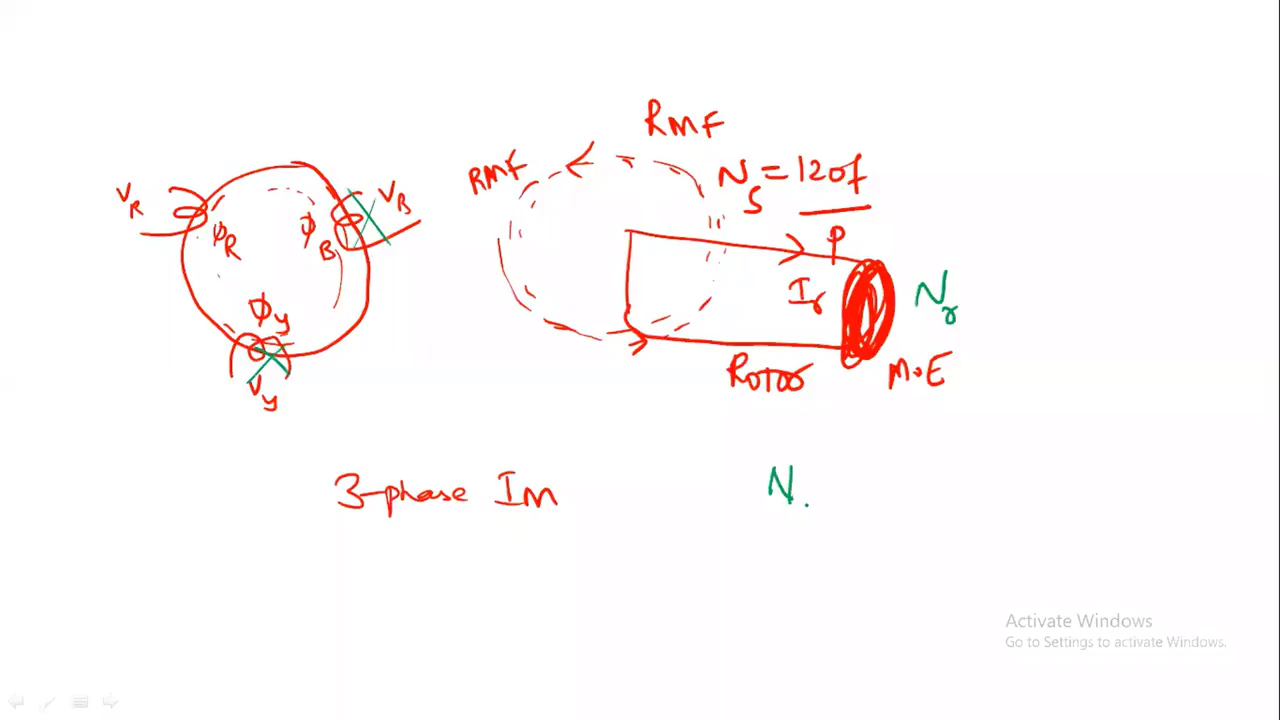 RMF
RMF
VR
VB
Ns = 120f
P
φR
φB
Ir
Nr
φy
Vy
Rotor
M.E
3-phase Im
N.
Activate Windows
Go to Settings to activate Windows.